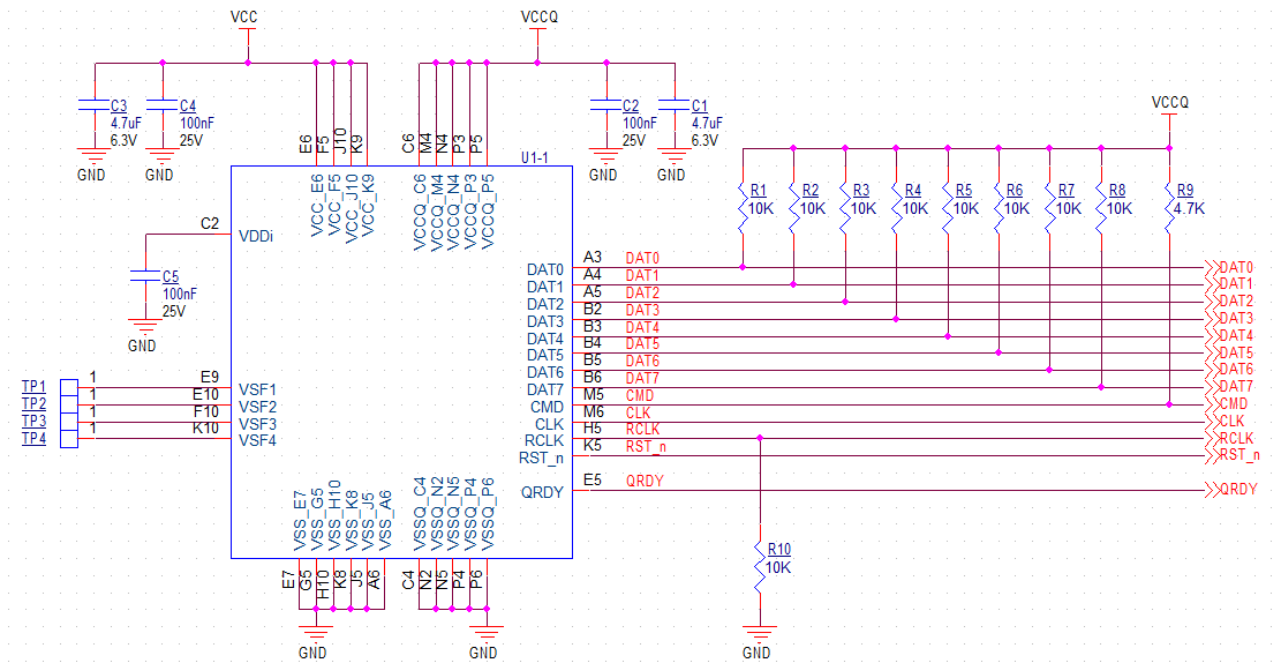 VCC
VCCQ
C3
4.7uF
6.3V
C4
100nF
25V
C2
100nF
25V
C1
4.7uF
6.3V
GND
GND
GND
GND
E6
F5
J10
K9
C6
M4
N4
P3
P5
U1-1
VCC_E6
VCC_F5
VCC_J10
VCC_K9
VCCQ_C6
VCCQ_M4
VCCQ_N4
VCCQ_P3
VCCQ_P5
VCCQ
R1
10K
R2
10K
R3
10K
R4
10K
R5
10K
R6
10K
R7
10K
R8
10K
R9
4.7K
C2
VDDi
C5
100nF
25V
GND
DAT0 A3 DAT0 DAT0
DAT1 A4 DAT1 DAT1
DAT2 A5 DAT2 DAT2
DAT3 B2 DAT3 DAT3
DAT4 B3 DAT4 DAT4
DAT5 B4 DAT5 DAT5
DAT6 B5 DAT6 DAT6
DAT7 B6 DAT7 DAT7
CMD M5 CMD CMD
CLK M6 CLK CLK
RCLK H5 RCLK RCLK
RST_n K5 RST_n RST_n
QRDY E5 QRDY QRDY
TP1 1 E9 VSF1
TP2 1 E10 VSF2
TP3 1 F10 VSF3
TP4 1 K10 VSF4
VSS_E7
VSS_G5
VSS_H10
VSS_K8
VSS_J5
VSS_A6
VSSQ_C4
VSSQ_N2
VSSQ_N5
VSSQ_P4
VSSQ_P6
E7
G5
H10
K8
J5
A6
C4
N2
N5
P4
P6
R10
10K
GND
GND
GND